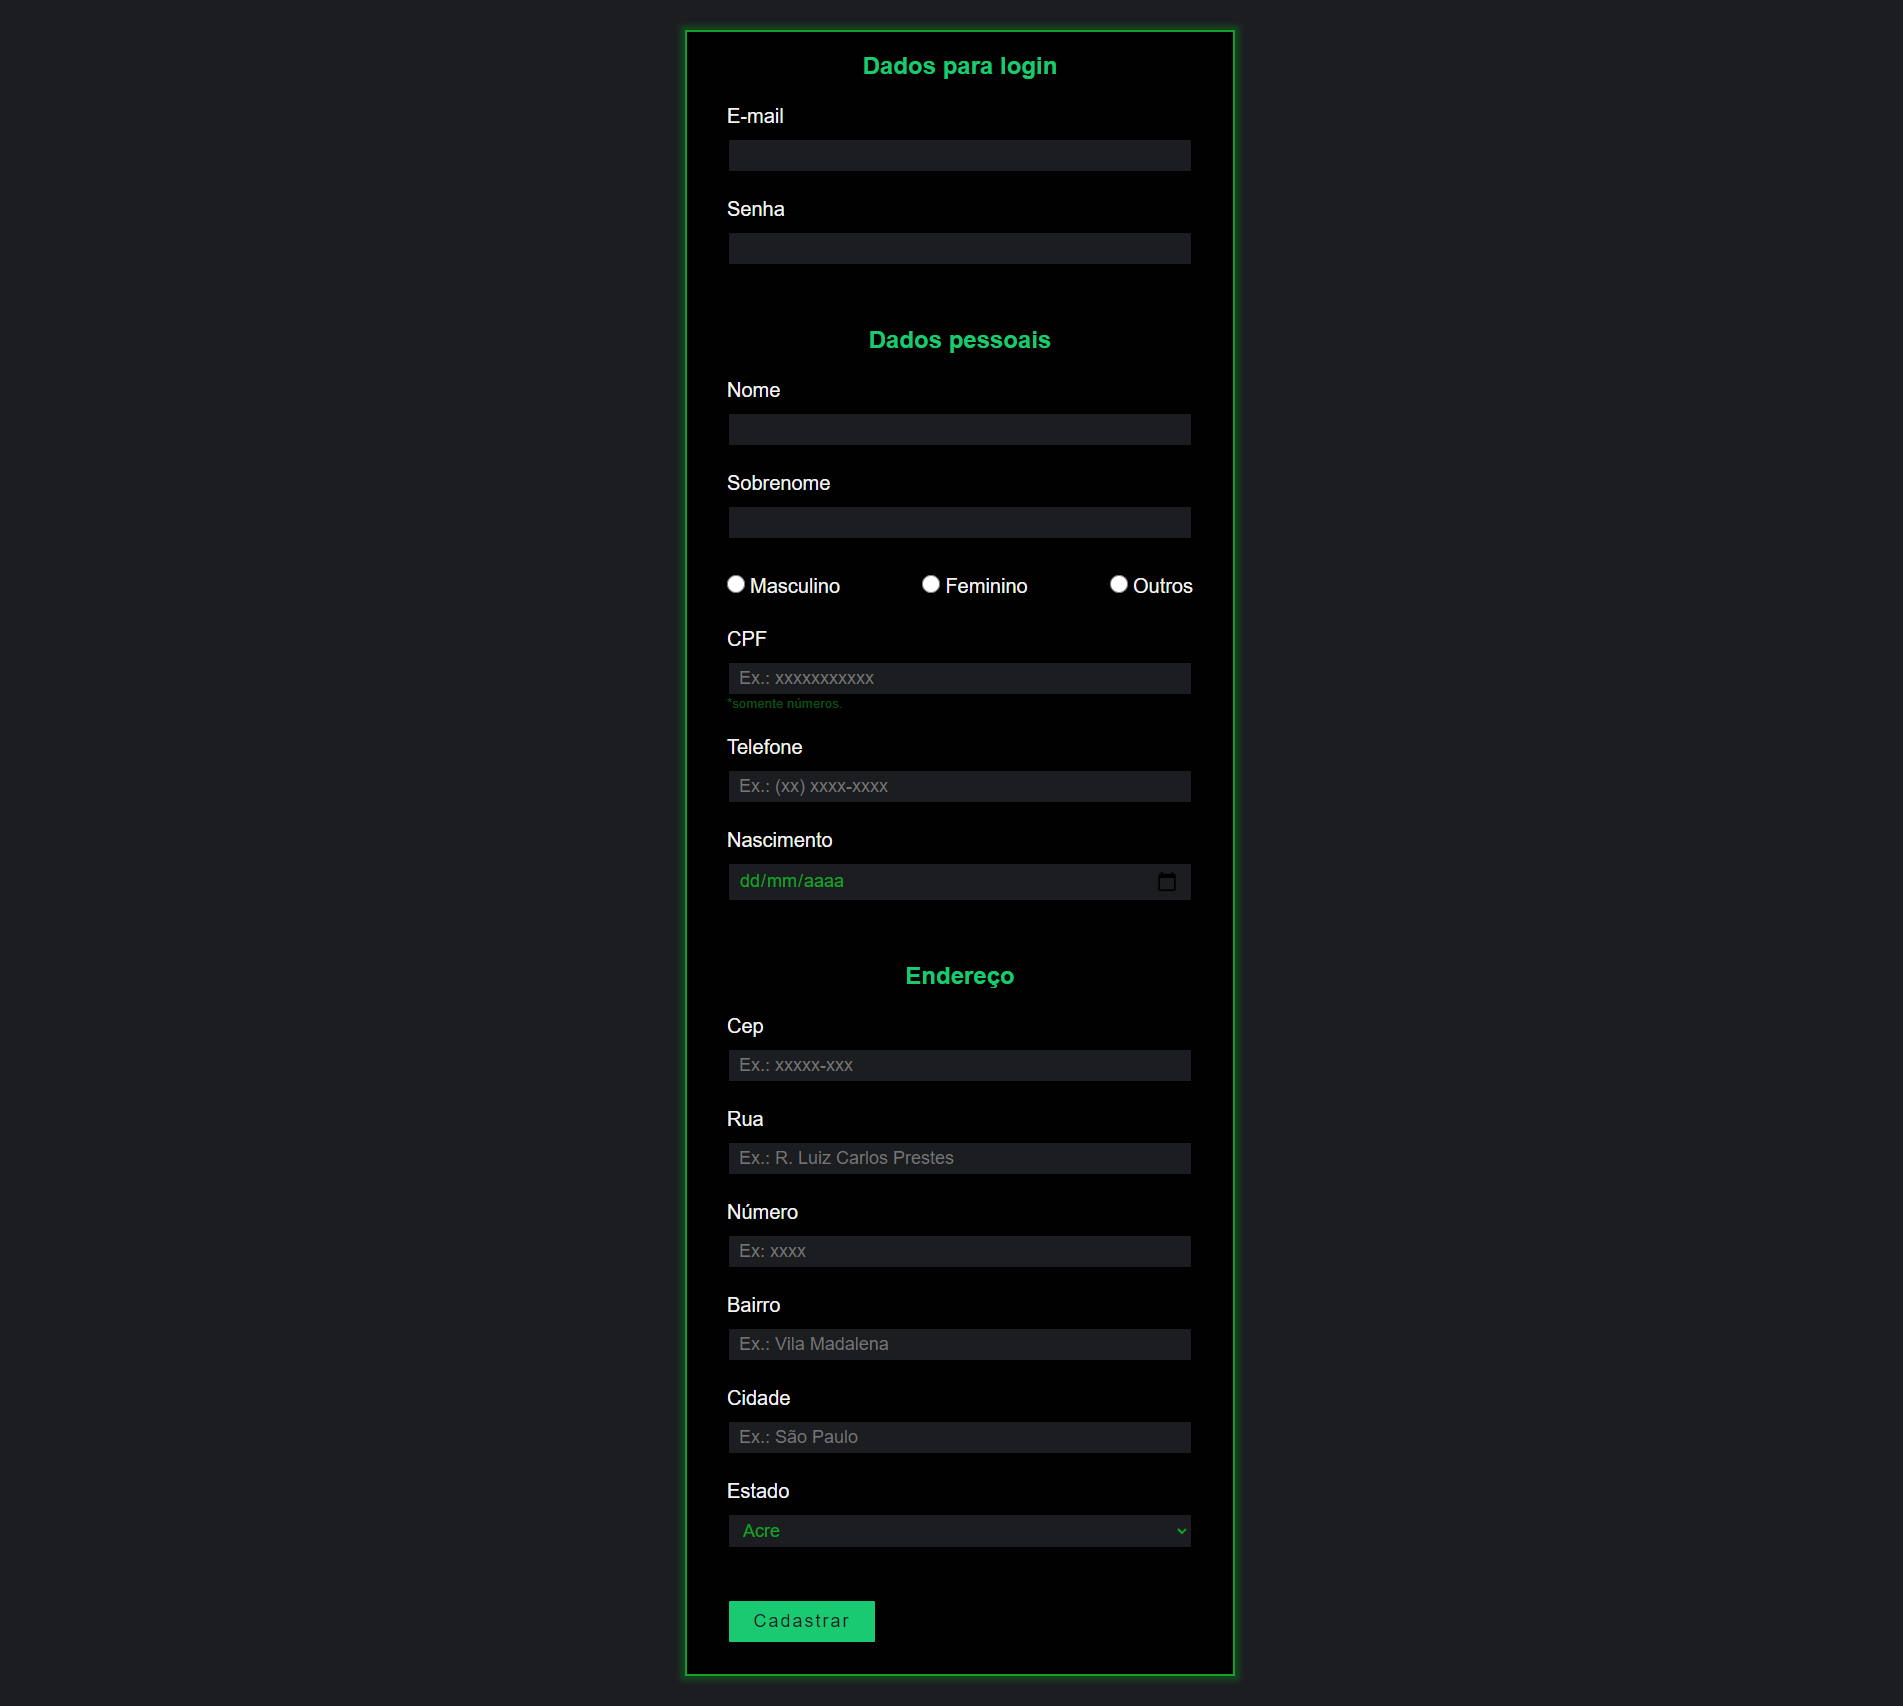 Dados para login
E-mail
Senha
Dados pessoais
Nome
Sobrenome
Masculino Feminino Outros
CPF
Ex.: xxxxxxxxxxx
*somente números.
Telefone
Ex.: (xx) xxxx-xxxx
Nascimento
dd/mm/aaaa
Endereço
Cep
Ex.: xxxxx-xxx
Rua
Ex.: R. Luiz Carlos Prestes
Número
Ex: xxxx
Bairro
Ex.: Vila Madalena
Cidade
Ex.: São Paulo
Estado
Acre
Cadastrar